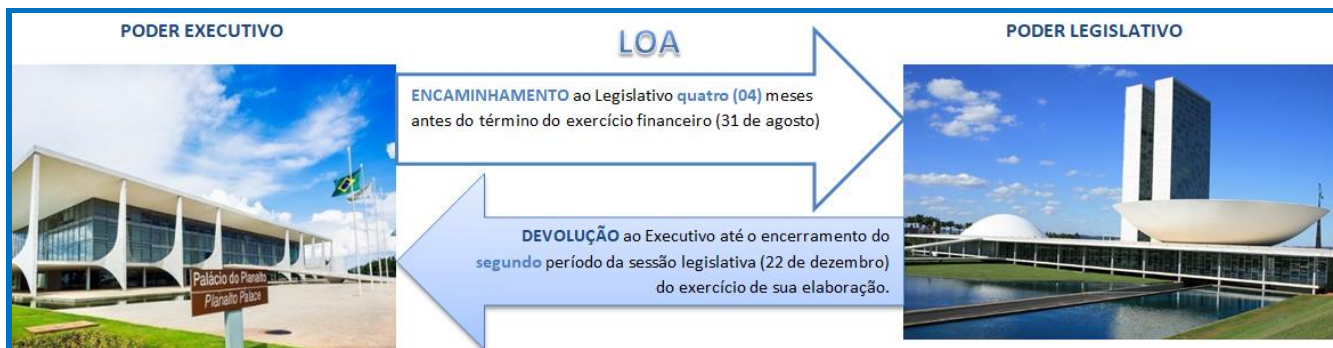 PODER EXECUTIVO
LOA
PODER LEGISLATIVO
ENCAMINHAMENTO ao Legislativo quatro (04) meses
antes do término do exercício financeiro (31 de agosto)
DEVOLUÇÃO ao Executivo até o encerramento do
segundo período da sessão legislativa (22 de dezembro)
do exercício de sua elaboração.
Palácio do Planalto
Planalto Palace